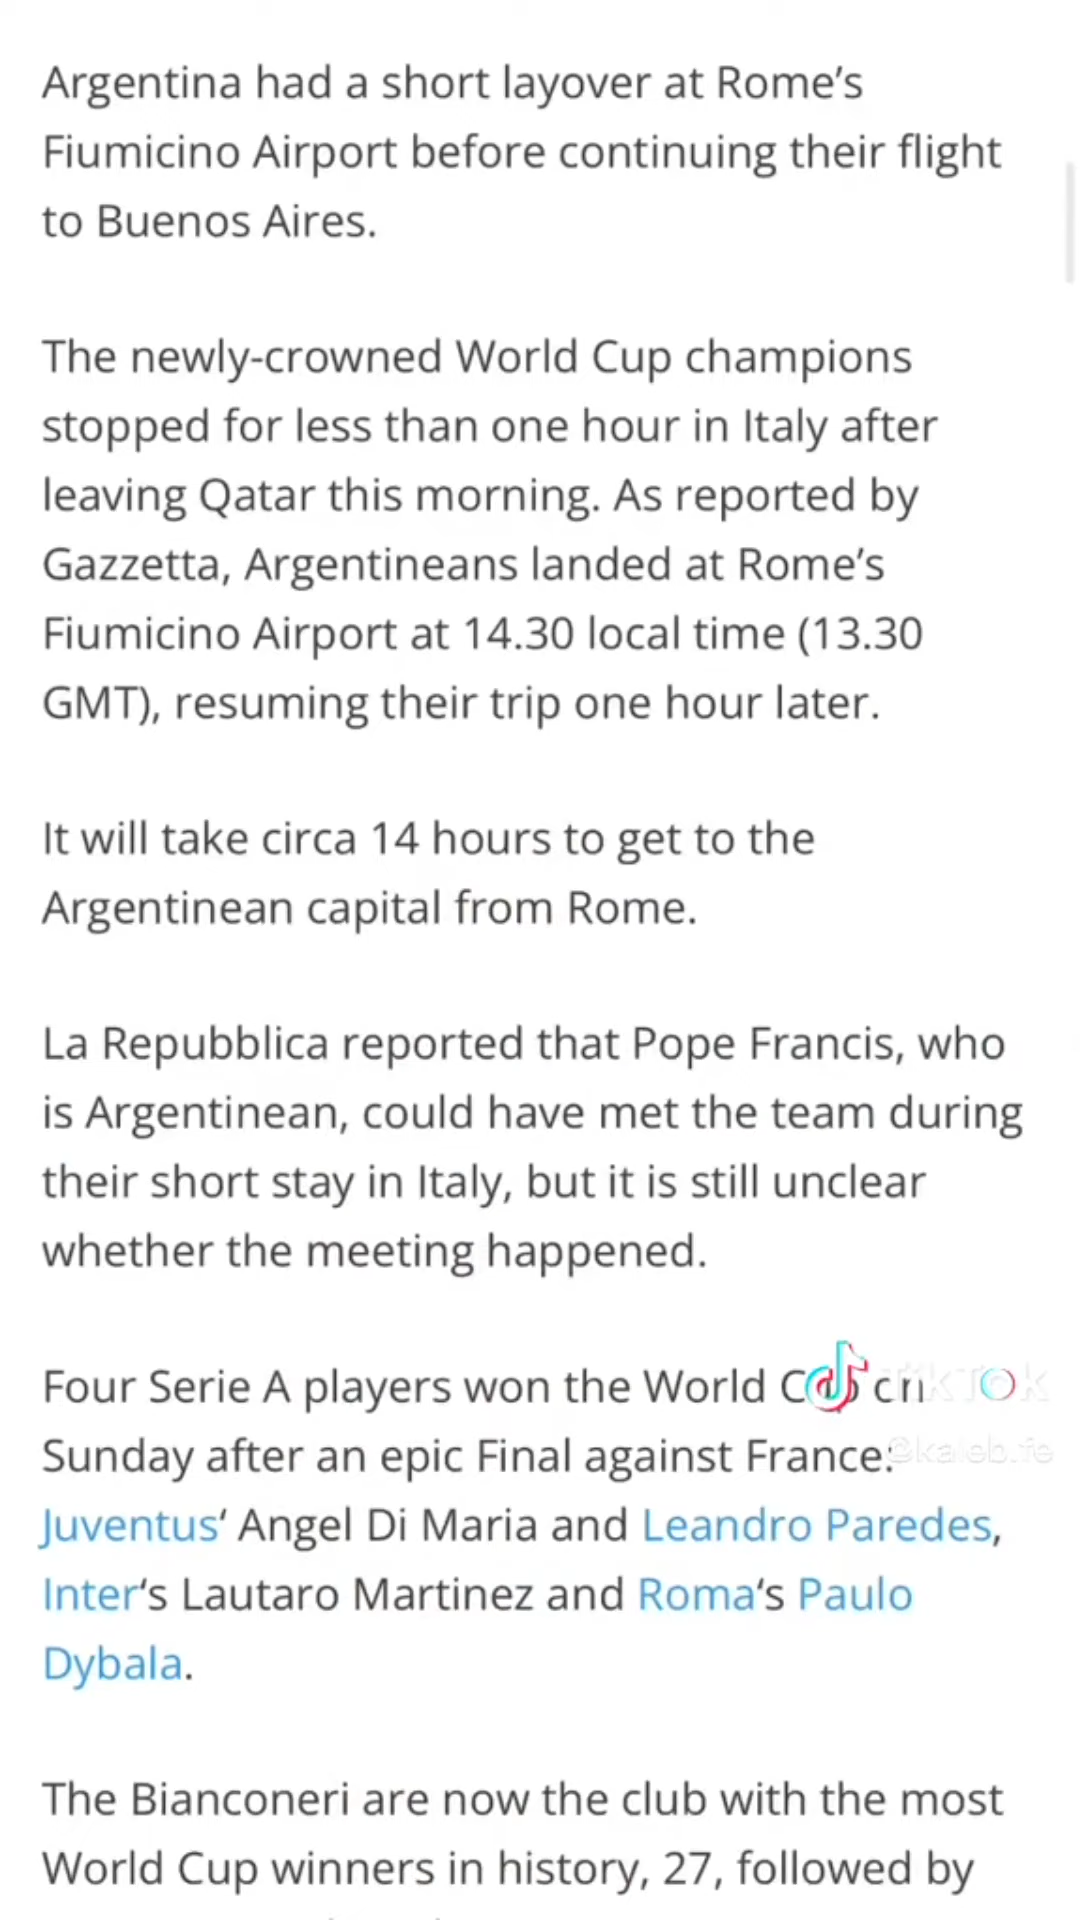 Argentina had a short layover at Rome’s
Fiumicino Airport before continuing their flight
to Buenos Aires.
The newly-crowned World Cup champions
stopped for less than one hour in Italy after
leaving Qatar this morning. As reported by
Gazzetta, Argentineans landed at Rome’s
Fiumicino Airport at 14.30 local time (13.30
GMT), resuming their trip one hour later.
It will take circa 14 hours to get to the
Argentinean capital from Rome.
La Repubblica reported that Pope Francis, who
is Argentinean, could have met the team during
their short stay in Italy, but it is still unclear
whether the meeting happened.
Four Serie A players won the World Cup on
TikTok
Sunday after an epic Final against France:
@kaleb.fe
Juventus‘ Angel Di Maria and Leandro Paredes,
Inter‘s Lautaro Martinez and Roma‘s Paulo
Dybala.
The Bianconeri are now the club with the most
World Cup winners in history, 27, followed by